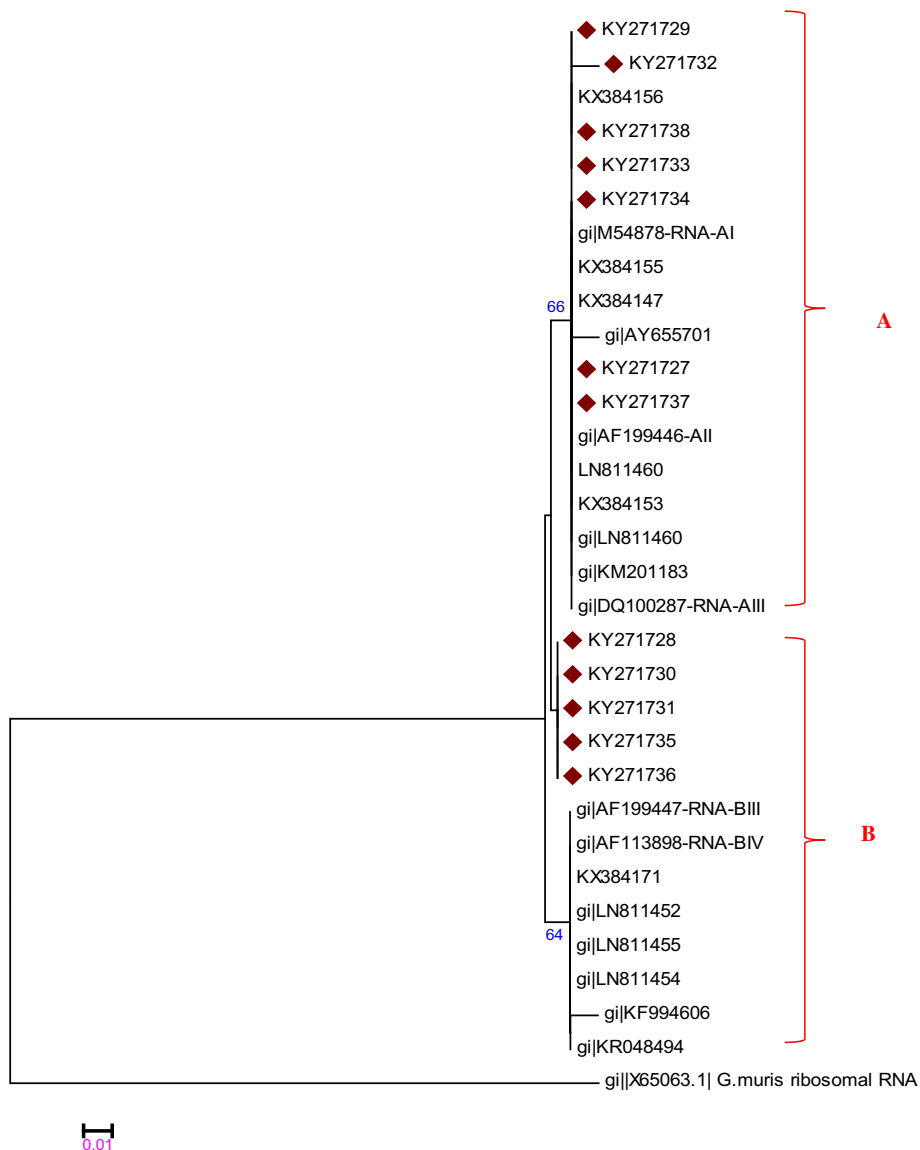 KY271729
KY271732
KX384156
KY271738
KY271733
KY271734
gi|M54878-RNA-AI
KX384155
KX384147
66
A
gi|AY655701
KY271727
KY271737
gi|AF199446-AII
LN811460
KX384153
gi|LN811460
gi|KM201183
gi|DQ100287-RNA-AIII
KY271728
KY271730
KY271731
KY271735
KY271736
gi|AF199447-RNA-BIII
B
gi|AF113898-RNA-BIV
KX384171
gi|LN811452
64
gi|LN811455
gi|LN811454
gi|KF994606
gi|KR048494
gi||X65063.1| G.muris ribosomal RNA
0.01